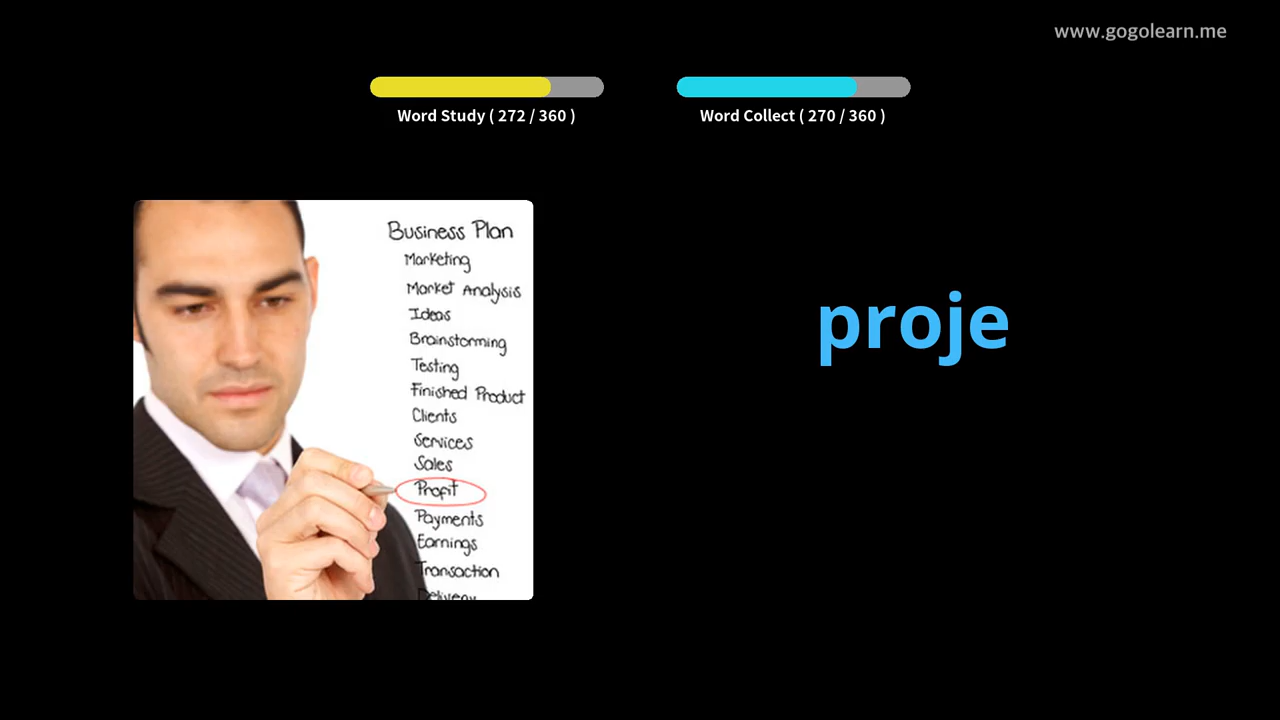 www.gogolearn.me
Word Study ( 272 / 360 )
Word Collect ( 270 / 360 )
Business Plan
Marketing
Market Analysis
Ideas
Brainstorming
Testing
Finished Product
Clients
Services
Sales
Profit
Payments
Earnings
Transaction
Delivery
proje